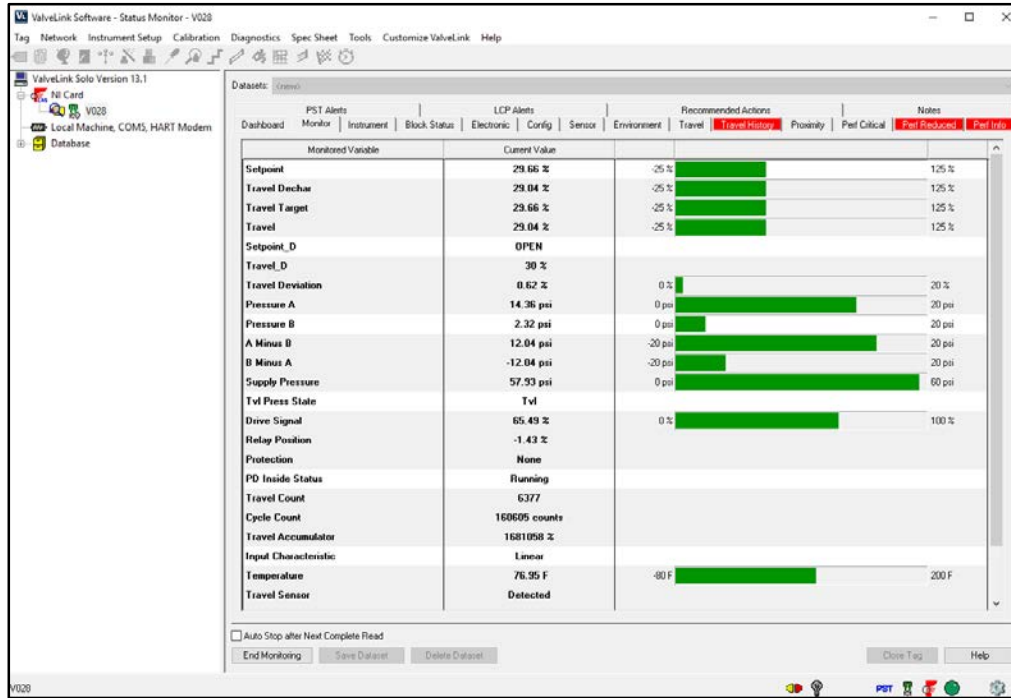 ValveLink Software - Status Monitor - V028
Tag Network Instrument Setup Calibration Diagnostics Spec Sheet Tools Customize ValveLink Help
ValveLink Solo Version 13.1
NI Card
V028
Local Machine, COM5, HART Modem
Database
Datasets: (new)
PST Alerts LCP Alerts Recommended Actions Notes
Dashboard Monitor Instrument Block Status Electronic Config Sensor Environment Travel Travel History Proximity Perf Critical Perf Reduced Perf Info
Monitored Variable Current Value
Setpoint 29.66 % -25 % 125 %
Travel Dechar 29.04 % -25 % 125 %
Travel Target 29.66 % -25 % 125 %
Travel 29.04 % -25 % 125 %
Setpoint_D OPEN
Travel_D 30 %
Travel Deviation 0.62 % 0 % 20 %
Pressure A 14.36 psi 0 psi 20 psi
Pressure B 2.32 psi 0 psi 20 psi
A Minus B 12.04 psi -20 psi 20 psi
B Minus A -12.04 psi -20 psi 20 psi
Supply Pressure 57.93 psi 0 psi 60 psi
Tvl Press State Tvl
Drive Signal 65.49 % 0 % 100 %
Relay Position -1.43 %
Protection None
PD Inside Status Running
Travel Count 6377
Cycle Count 160605 counts
Travel Accumulator 1681058 %
Input Characteristic Linear
Temperature 76.95 F -80 F 200 F
Travel Sensor Detected
Auto Stop after Next Complete Read
End Monitoring Save Dataset Delete Dataset Close Tag Help
V028 PST